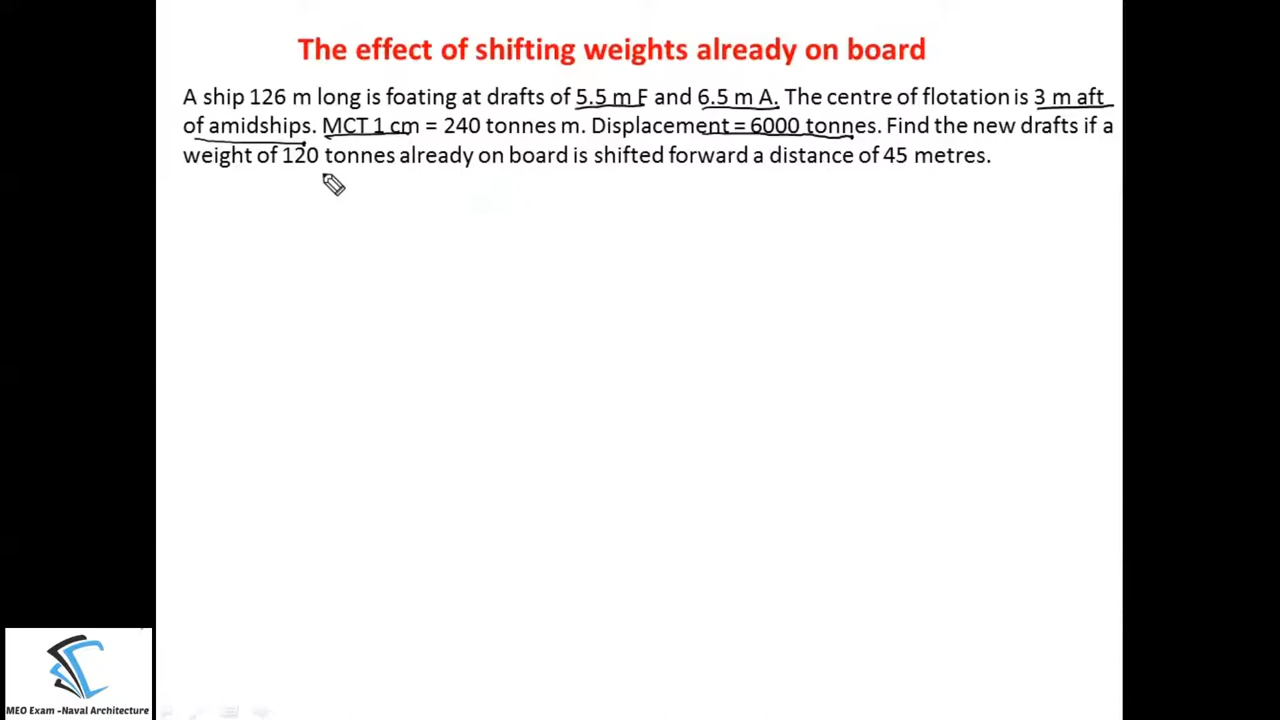 The effect of shifting weights already on board
A ship 126 m long is foating at drafts of 5.5 m F and 6.5 m A. The centre of flotation is 3 m aft
of amidships. MCT 1 cm = 240 tonnes m. Displacement = 6000 tonnes. Find the new drafts if a
weight of 120 tonnes already on board is shifted forward a distance of 45 metres.
MEO Exam -Naval Architecture